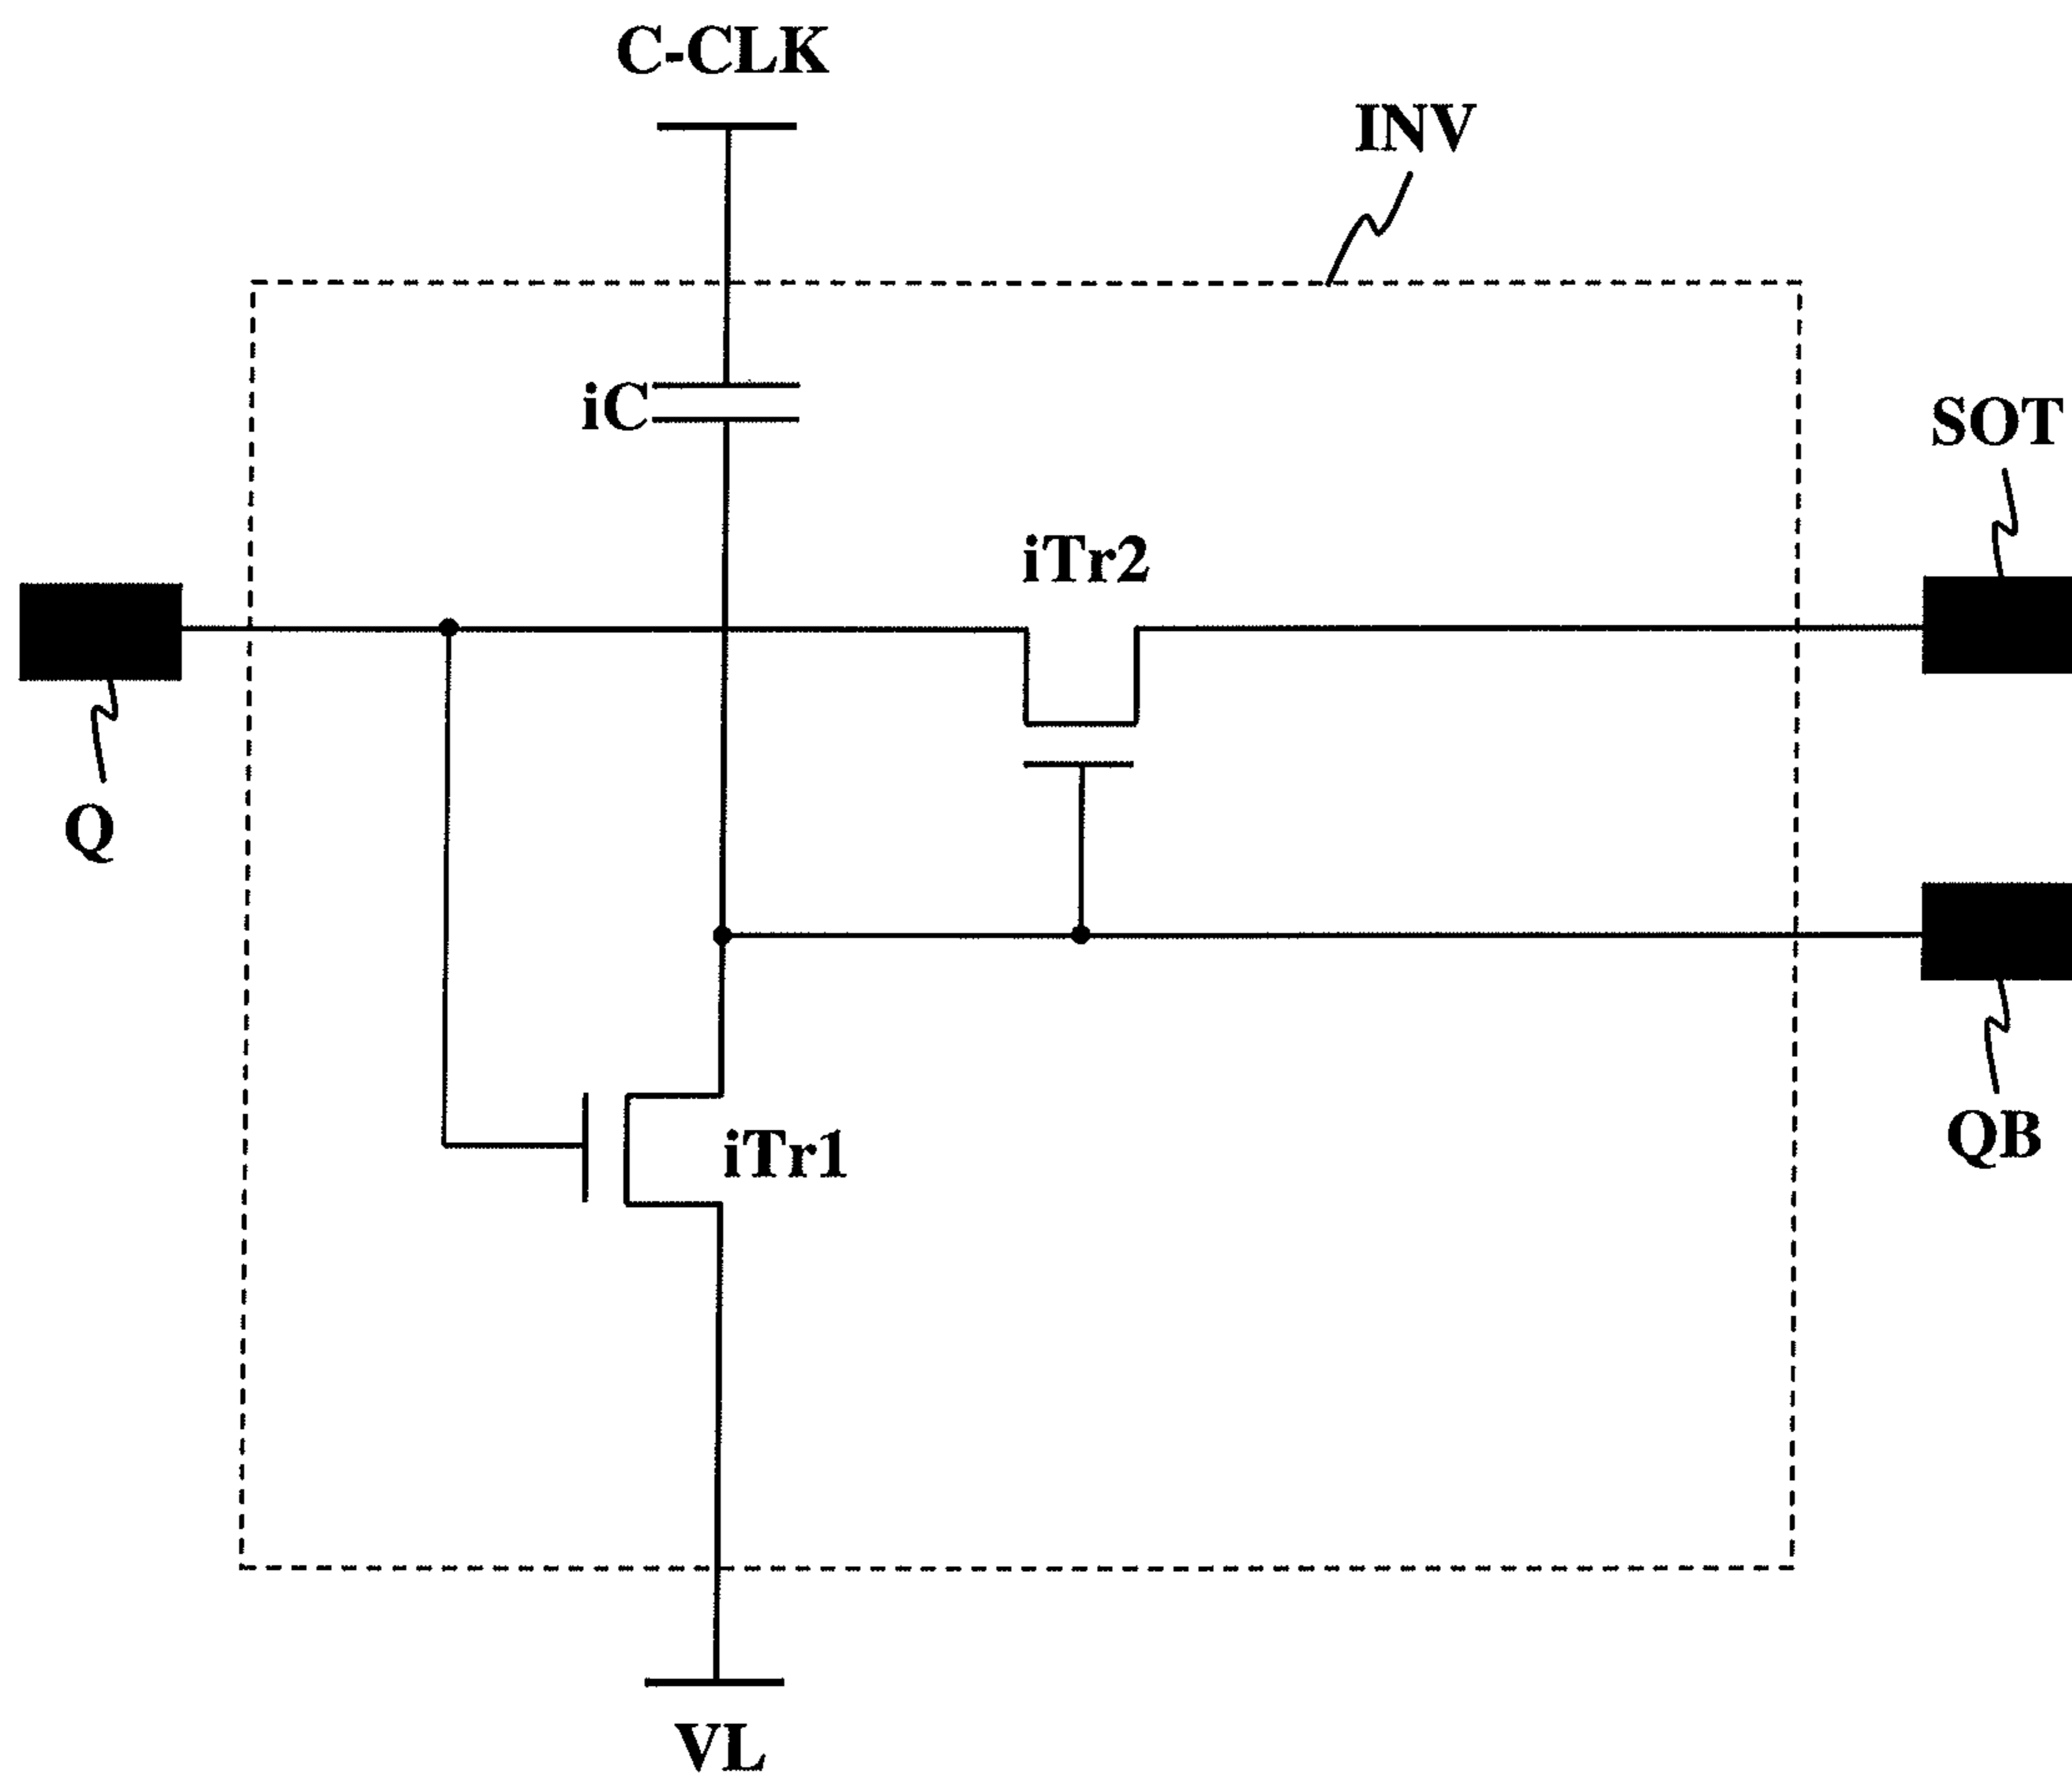 C-CLK
INV
iC
SOT
iTr2
Q
QB
iTr1
VL